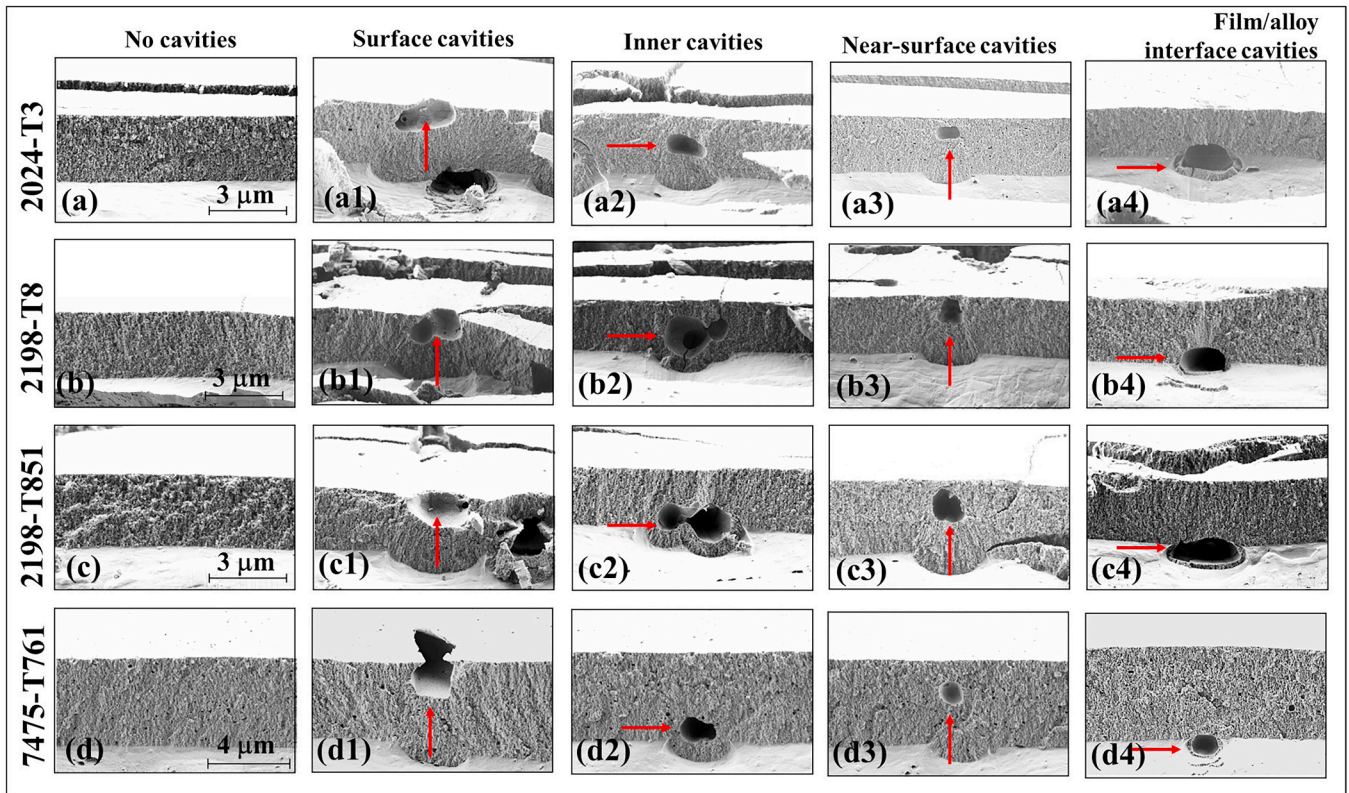 No cavities
Surface cavities
Inner cavities
Near-surface cavities
Film/alloy
interface cavities
2024-T3
(a)
3 μm
(a1)
(a2)
(a3)
(a4)
2198-T8
(b)
3 μm
(b1)
(b2)
(b3)
(b4)
2198-T851
(c)
3 μm
(c1)
(c2)
(c3)
(c4)
7475-T761
(d)
4 μm
(d1)
(d2)
(d3)
(d4)